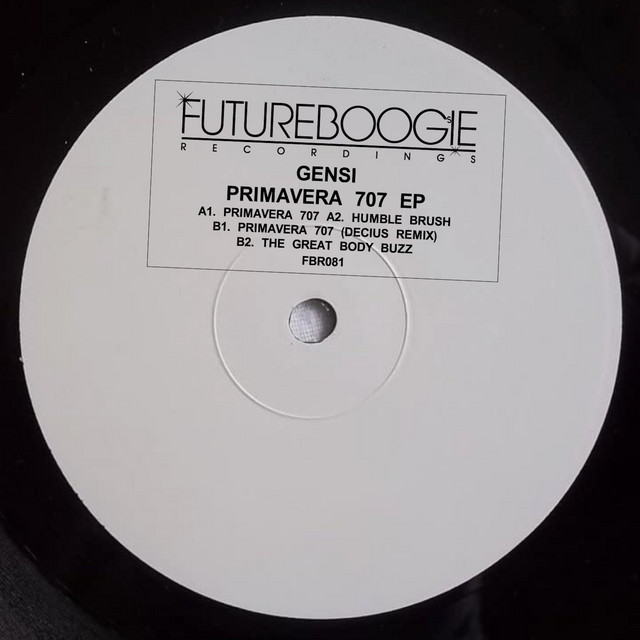 FUTUREBOOGIE
RECORDINGS
GENSI
PRIMAVERA 707 EP
A1. PRIMAVERA 707 A2. HUMBLE BRUSH
B1. PRIMAVERA 707 (DECIUS REMIX)
B2. THE GREAT BODY BUZZ
FBR081